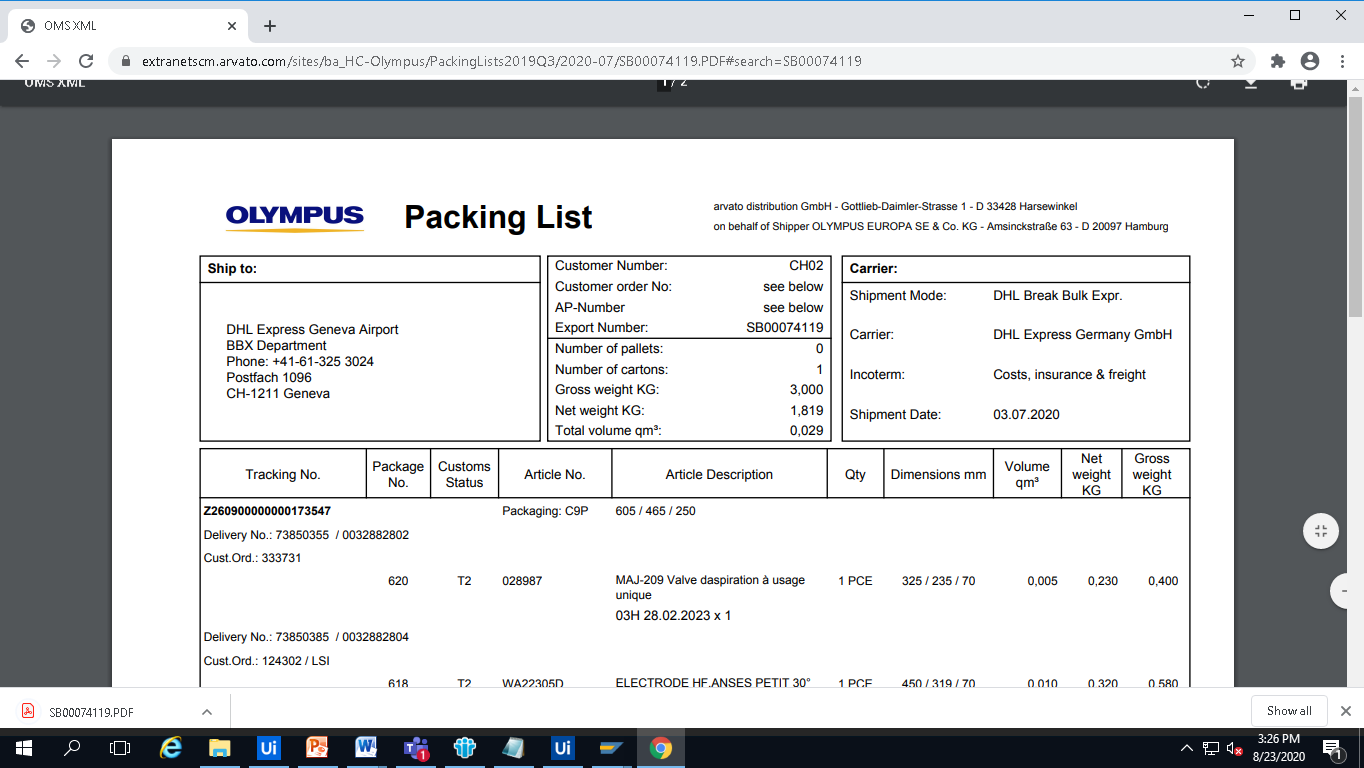 OMS XML
extranetscm.arvato.com/sites/ba_HC-Olympus/PackingLists2019Q3/2020-07/SB00074119.PDF#search=SB00074119
OMS XML
1 / 2
OLYMPUS
Packing List
arvato distribution GmbH - Gottlieb-Daimler-Strasse 1 - D 33428 Harsewinkel
on behalf of Shipper OLYMPUS EUROPA SE & Co. KG - Amsinckstraße 63 - D 20097 Hamburg
Ship to:
DHL Express Geneva Airport
BBX Department
Phone: +41-61-325 3024
Postfach 1096
CH-1211 Geneva
Customer Number: CH02
Customer order No: see below
AP-Number see below
Export Number: SB00074119
Number of pallets: 0
Number of cartons: 1
Gross weight KG: 3,000
Net weight KG: 1,819
Total volume qm³: 0,029
Carrier:
Shipment Mode: DHL Break Bulk Expr.
Carrier: DHL Express Germany GmbH
Incoterm: Costs, insurance & freight
Shipment Date: 03.07.2020
Tracking No. Package No. Customs Status Article No. Article Description Qty Dimensions mm Volume qm³ Net weight KG Gross weight KG
Z260900000000173547 Packaging: C9P 605 / 465 / 250
Delivery No.: 73850355 / 0032882802
Cust.Ord.: 333731
620 T2 028987 MAJ-209 Valve daspiration à usage 1 PCE 325 / 235 / 70 0,005 0,230 0,400
unique
03H 28.02.2023 x 1
Delivery No.: 73850385 / 0032882804
Cust.Ord.: 124302 / LSI
618 T2 WA22305D ELECTRODE HF,ANSES PETIT 30° 1 PCE 450 / 319 / 70 0,010 0,320 0,580
SB00074119.PDF
Show all
Ui
Ui
1
3:26 PM
8/23/2020
1